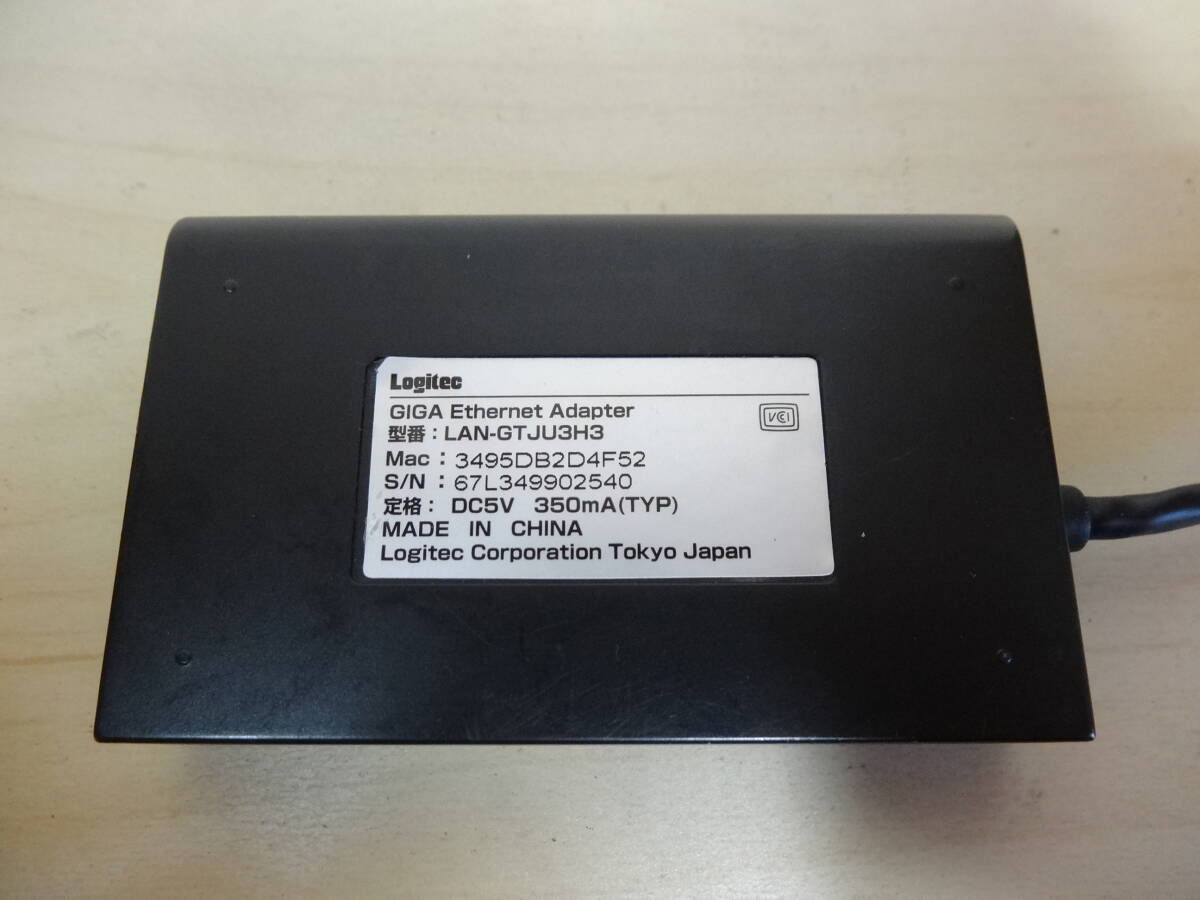 Logitec
GIGA Ethernet Adapter
VCCI
型番：LAN-GTJU3H3
Mac：3495DB2D4F52
S/N：67L349902540
定格：DC5V 350mA(TYP)
MADE IN CHINA
Logitec Corporation Tokyo Japan